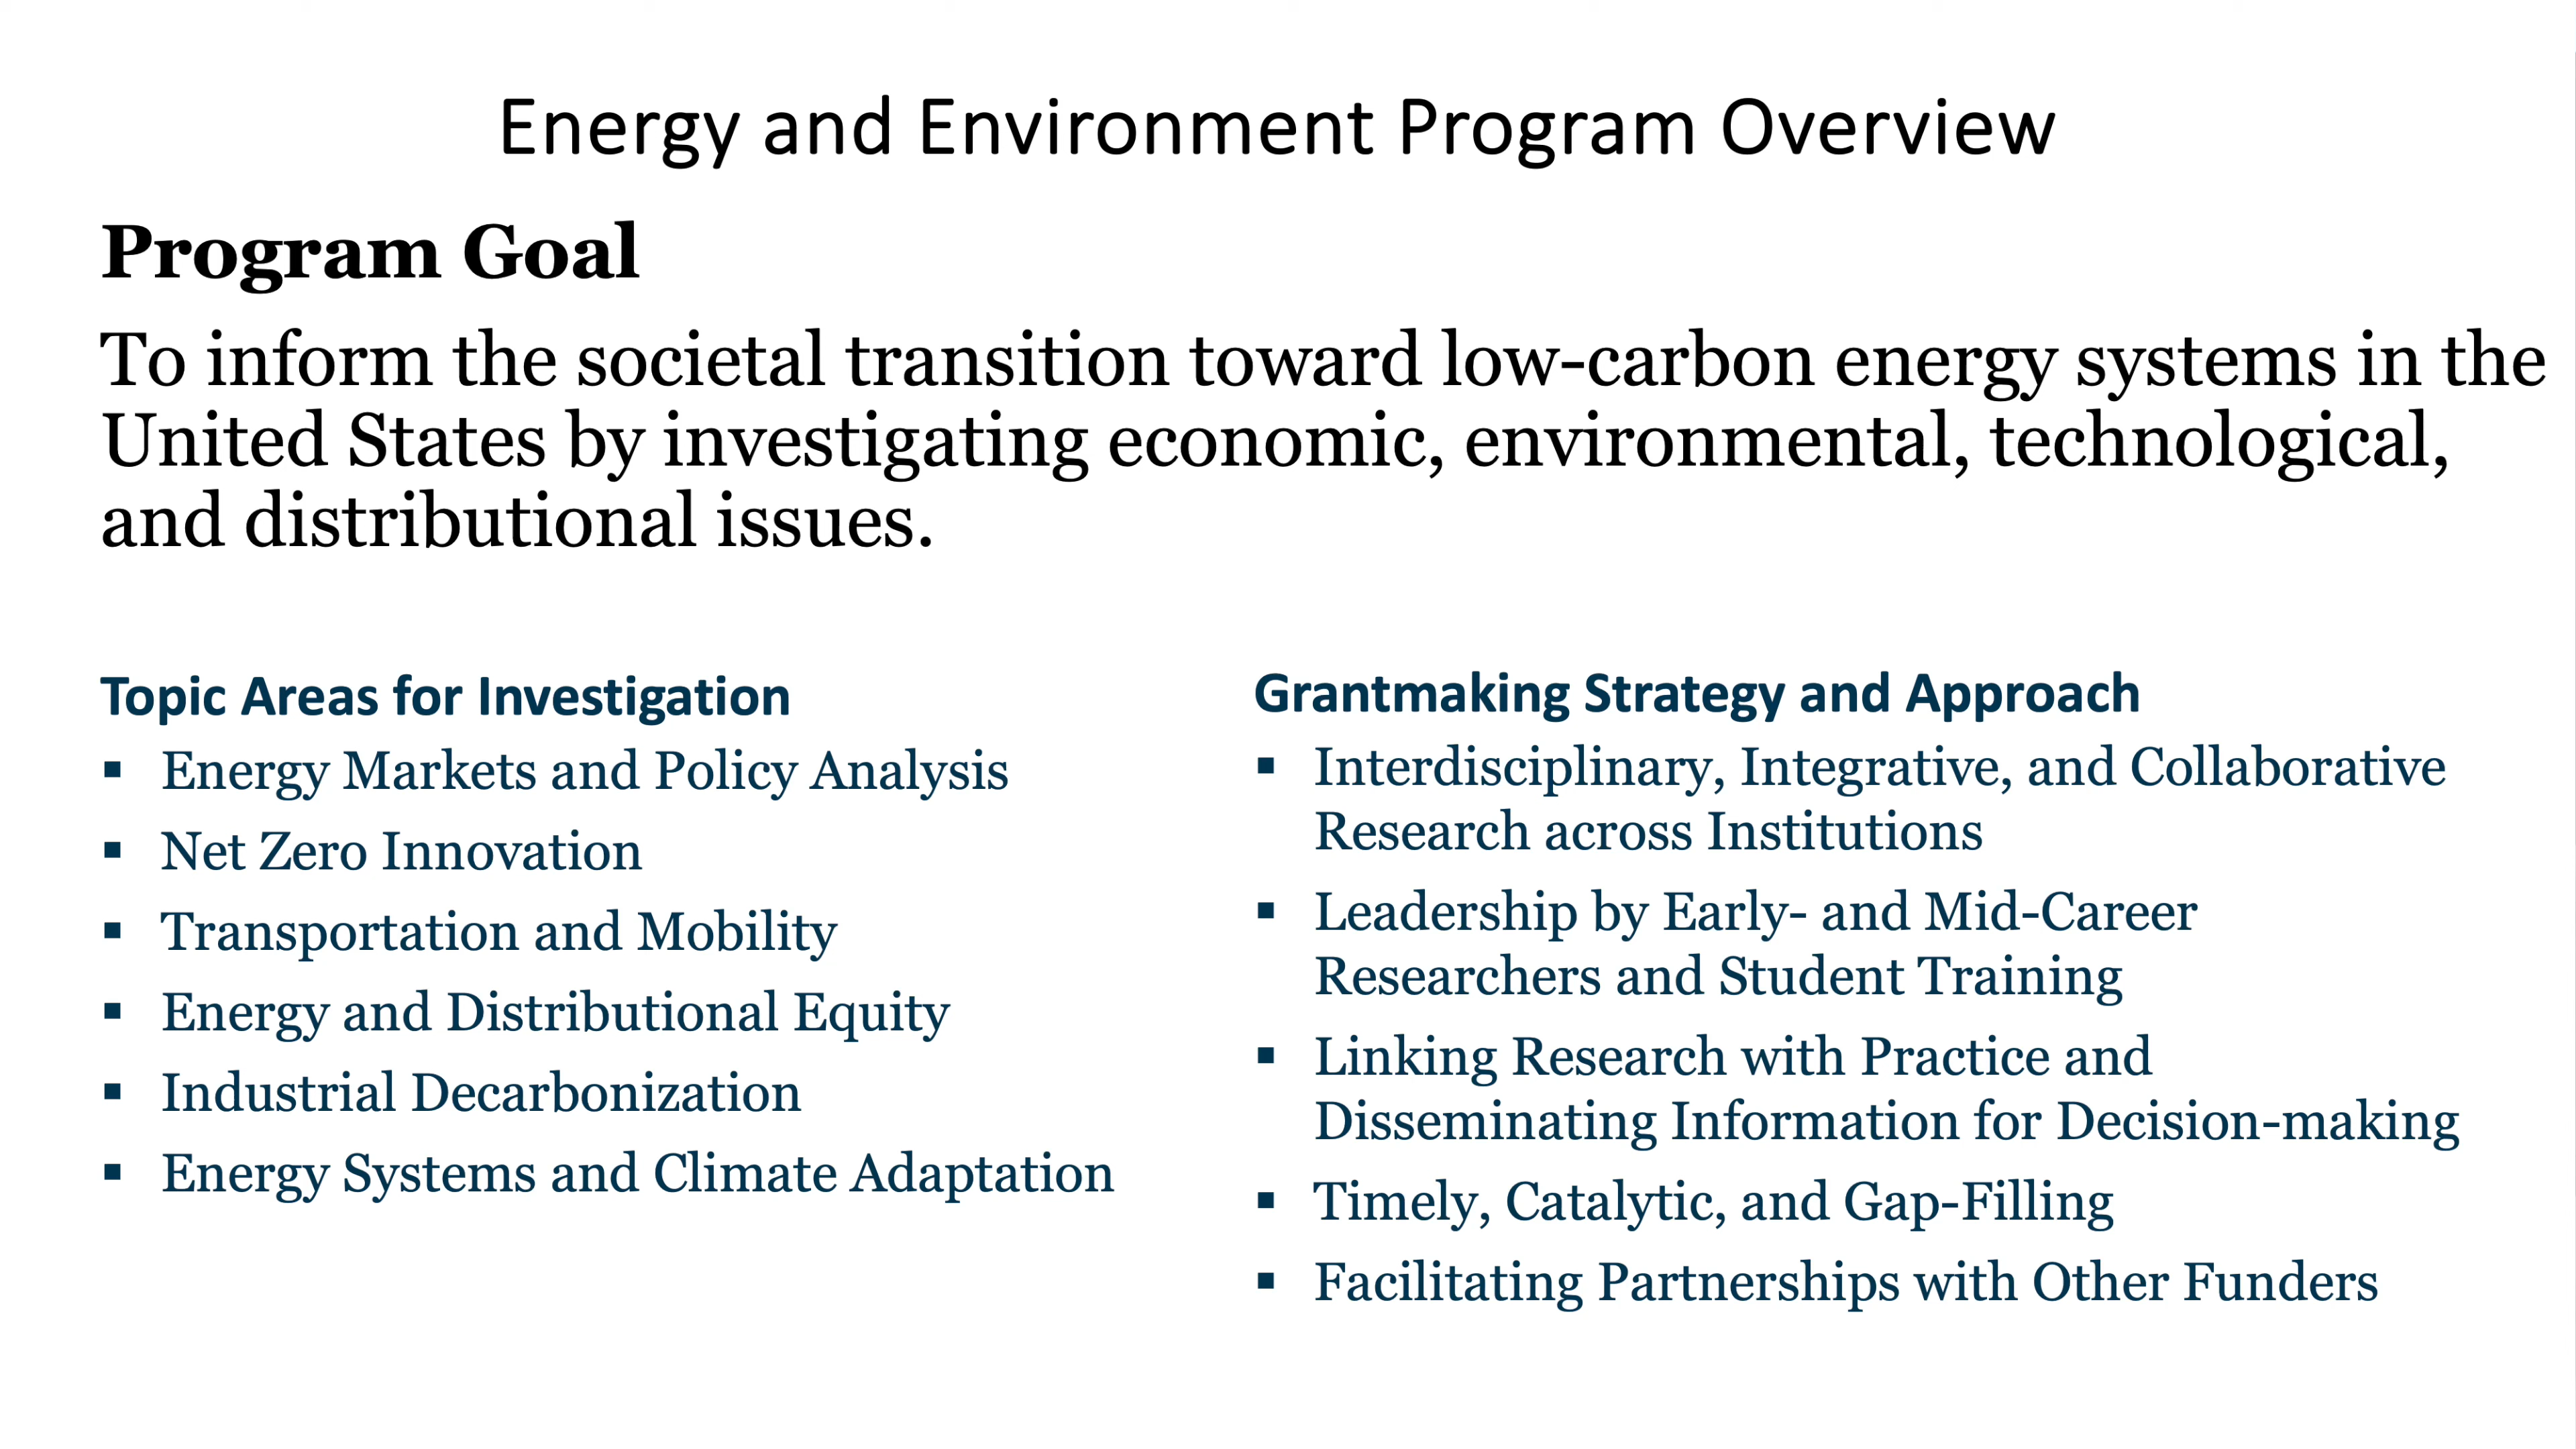 Energy and Environment Program Overview
Program Goal
To inform the societal transition toward low-carbon energy systems in the
United States by investigating economic, environmental, technological,
and distributional issues.
Topic Areas for Investigation
▪ Energy Markets and Policy Analysis
▪ Net Zero Innovation
▪ Transportation and Mobility
▪ Energy and Distributional Equity
▪ Industrial Decarbonization
▪ Energy Systems and Climate Adaptation
Grantmaking Strategy and Approach
▪ Interdisciplinary, Integrative, and Collaborative
Research across Institutions
▪ Leadership by Early- and Mid-Career
Researchers and Student Training
▪ Linking Research with Practice and
Disseminating Information for Decision-making
▪ Timely, Catalytic, and Gap-Filling
▪ Facilitating Partnerships with Other Funders